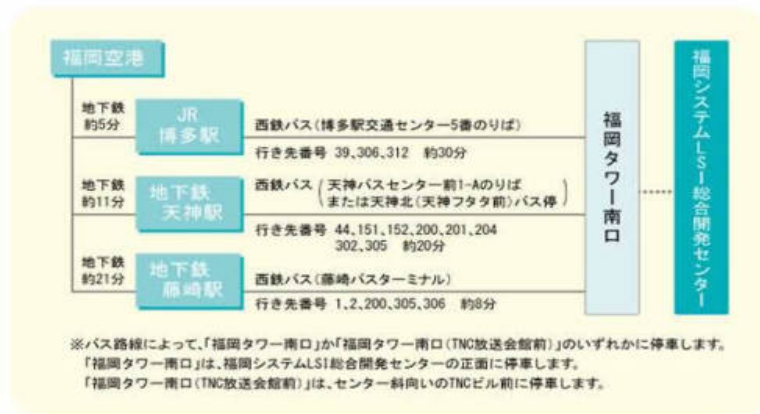 福岡空港
地下鉄
約5分
JR
博多駅
西鉄バス(博多駅交通センター5番のりば)
行き先番号 39、306、312 約30分
地下鉄
約11分
地下鉄
天神駅
西鉄バス(天神バスセンター前1-Aのりば
または天神北(天神フタタ前)バス停)
行き先番号 44、151、152、200、201、204
302、305 約20分
地下鉄
約21分
地下鉄
藤崎駅
西鉄バス(藤崎バスターミナル)
行き先番号 1、2、200、305、306 約8分
福岡タワー南口
福岡システムLSI総合開発センター
※バス路線によって、「福岡タワー南口」か「福岡タワー南口(TNC放送会館前)」のいずれかに停車します。
「福岡タワー南口」は、福岡システムLSI総合開発センターの正面に停車します。
「福岡タワー南口(TNC放送会館前)」は、センター斜向いのTNCビル前に停車します。